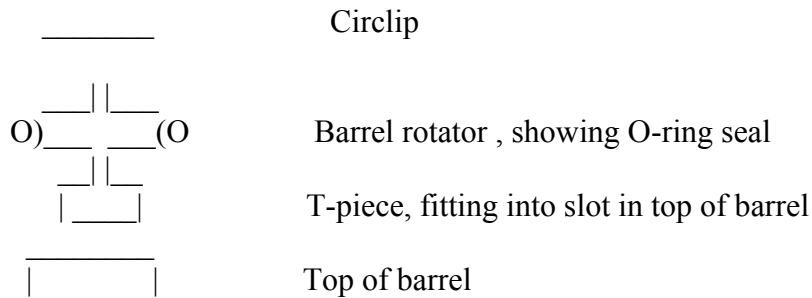 Circlip
O) (O Barrel rotator , showing O-ring seal
T-piece, fitting into slot in top of barrel
Top of barrel